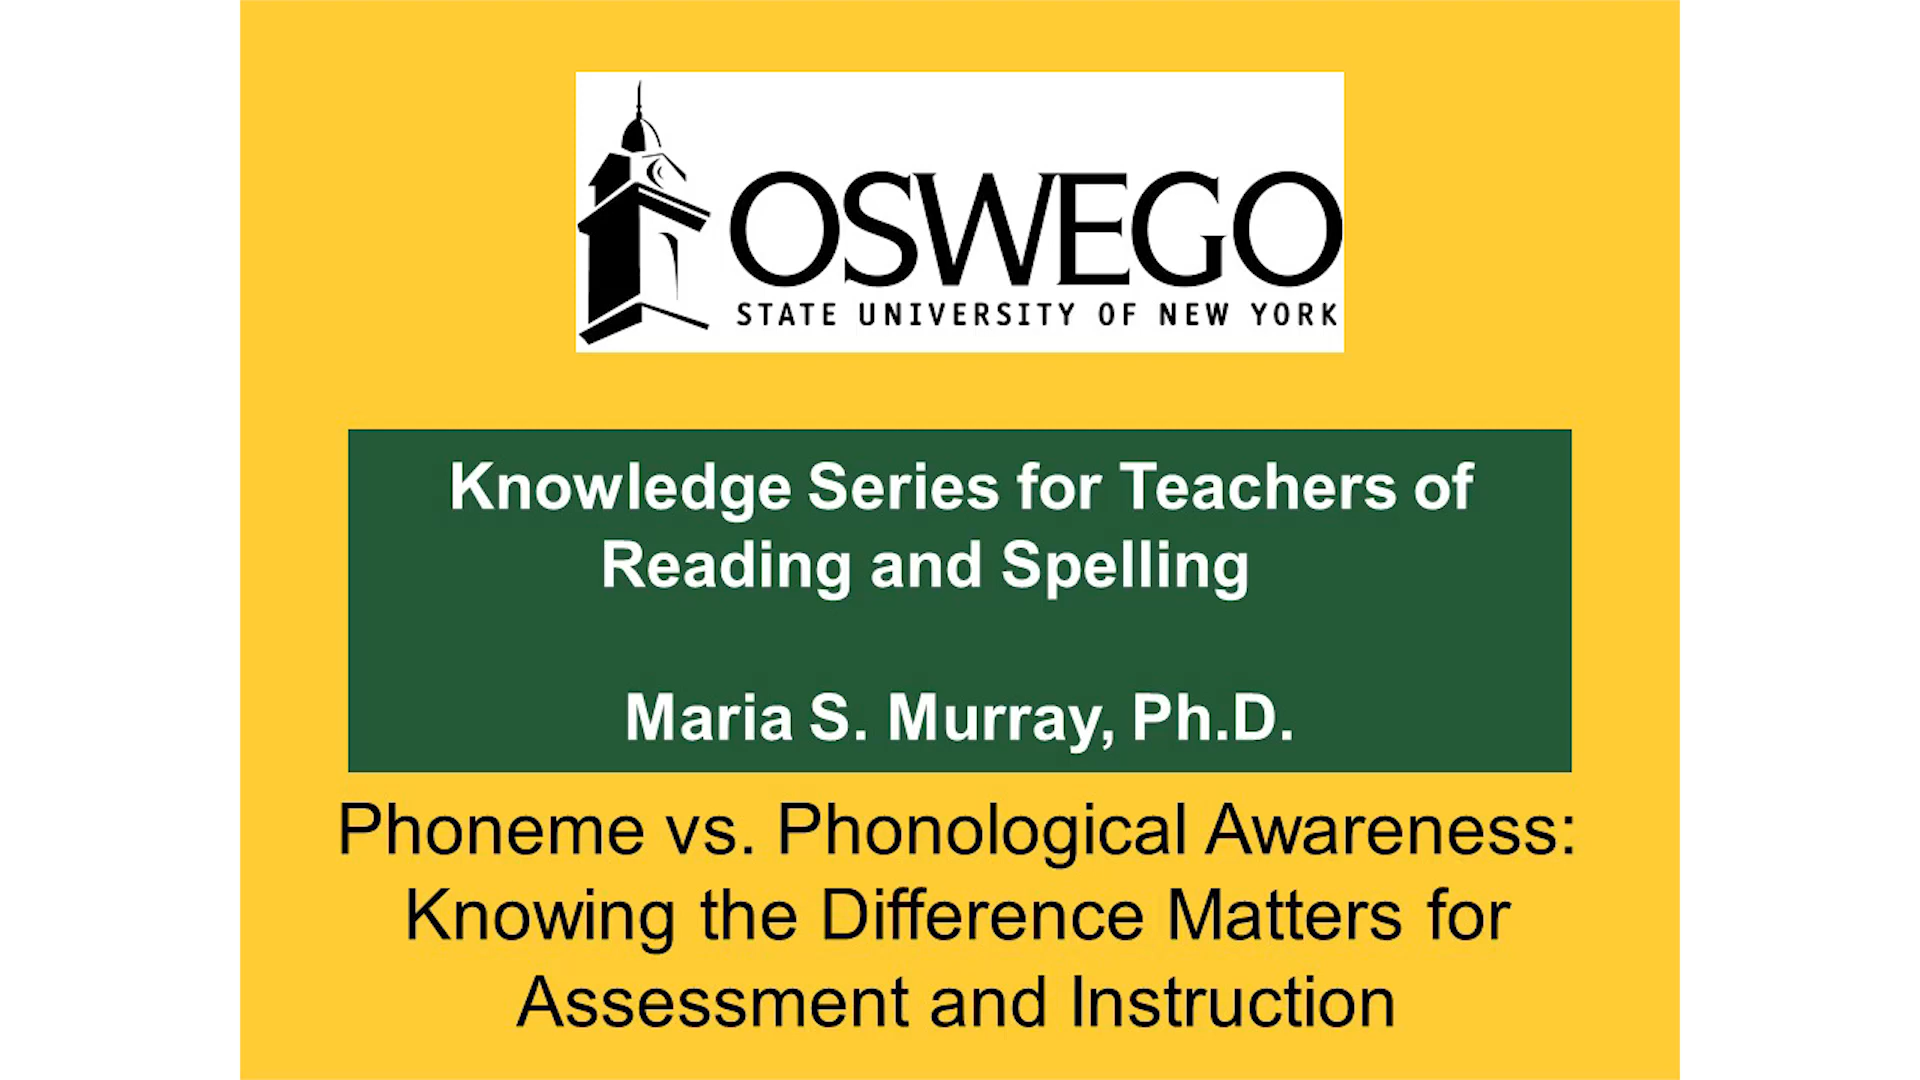 OSWEGO
STATE UNIVERSITY OF NEW YORK
Knowledge Series for Teachers of
Reading and Spelling
Maria S. Murray, Ph.D.
Phoneme vs. Phonological Awareness:
Knowing the Difference Matters for
Assessment and Instruction